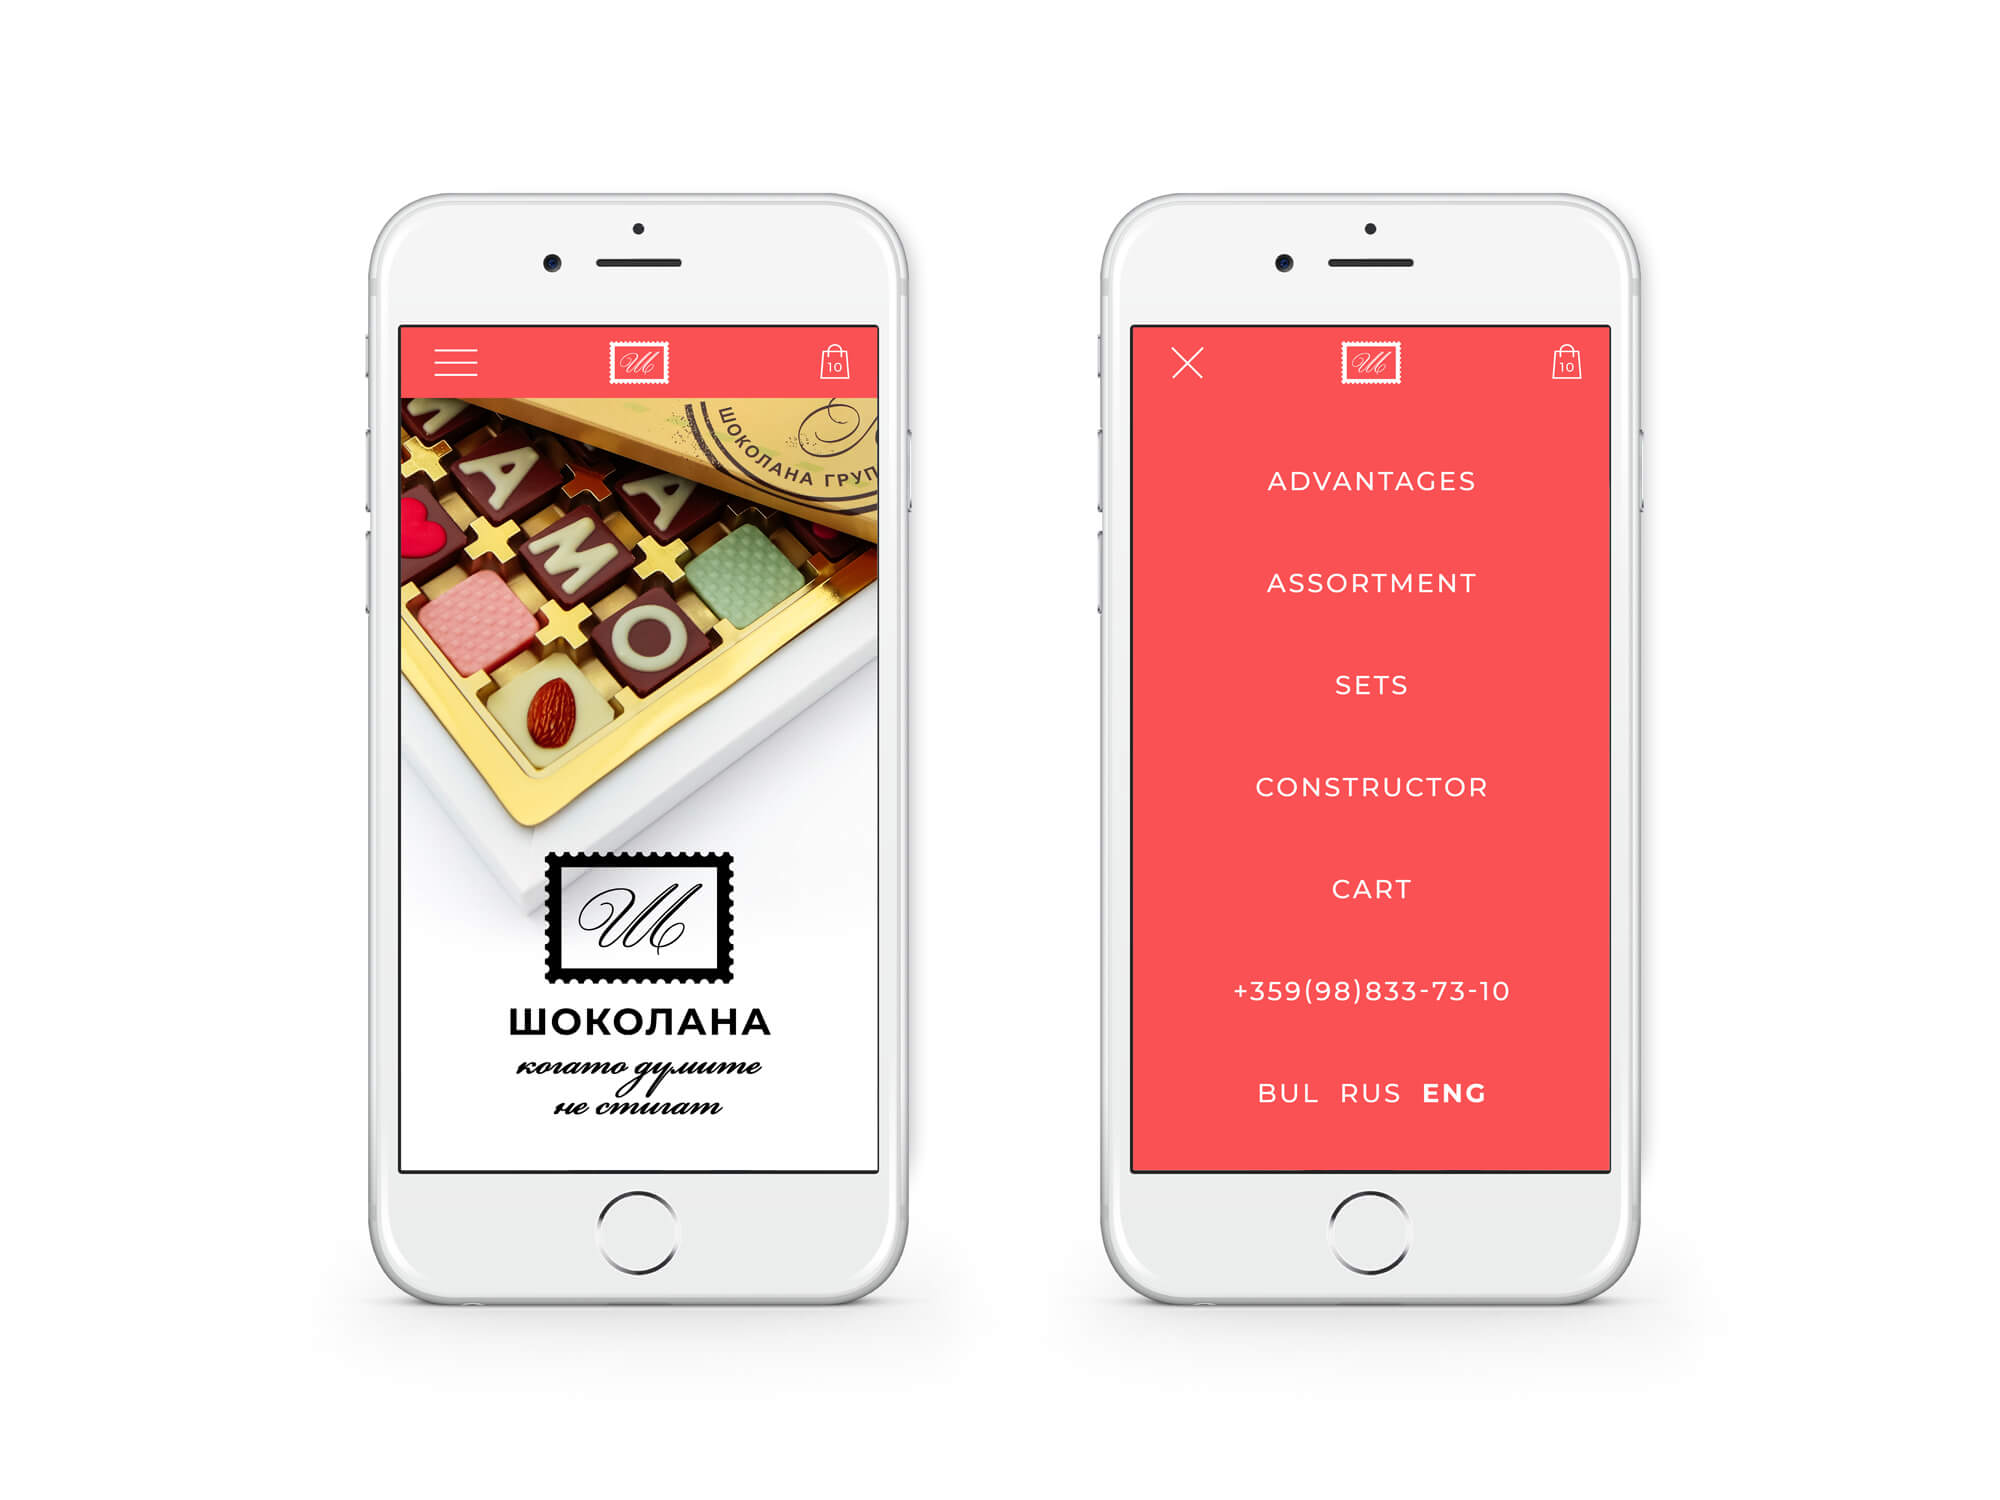 Ш
10
ШОКОЛАНА ГРУП
А
А
М
О
Ш
ШОКОЛАНА
когато думите
не стигат
Ш
10
ADVANTAGES
ASSORTMENT
SETS
CONSTRUCTOR
CART
+359(98)833-73-10
BUL RUS ENG